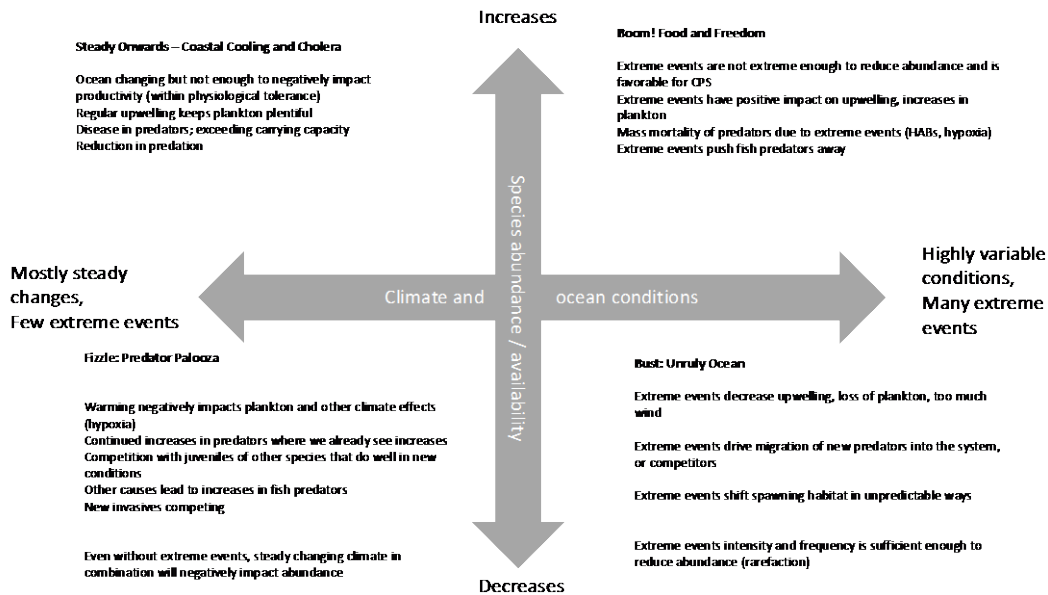 Increases
Steady Onwards – Coastal Cooling and Cholera
Ocean changing but not enough to negatively impact
productivity (within physiological tolerance)
Regular upwelling keeps plankton plentiful
Disease in predators; exceeding carrying capacity
Reduction in predation
Boom! Food and Freedom
Extreme events are not extreme enough to reduce abundance and is
favorable for CPS
Extreme events have positive impact on upwelling, increases in
plankton
Mass mortality of predators due to extreme events (HABs, hypoxia)
Extreme events push fish predators away
Mostly steady
changes,
Few extreme events
Climate and ocean conditions
Species abundance / availability
Highly variable
conditions,
Many extreme
events
Fizzle: Predator Palooza
Warming negatively impacts plankton and other climate effects
(hypoxia)
Continued increases in predators where we already see increases
Competition with juveniles of other species that do well in new
conditions
Other causes lead to increases in fish predators
New invasives competing
Even without extreme events, steady changing climate in
combination will negatively impact abundance
Bust: Unruly Ocean
Extreme events decrease upwelling, loss of plankton, too much
wind
Extreme events drive migration of new predators into the system,
or competitors
Extreme events shift spawning habitat in unpredictable ways
Extreme events intensity and frequency is sufficient enough to
reduce abundance (rarefaction)
Decreases